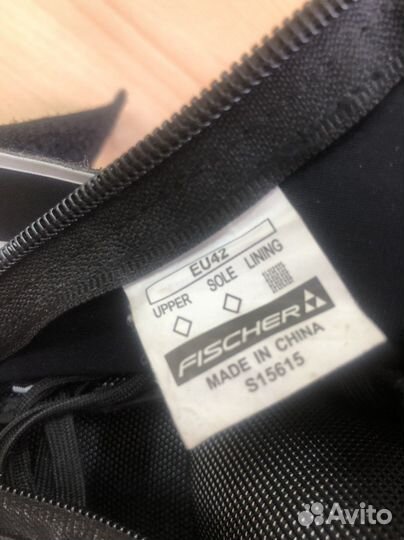 EU42
UPPER SOLE LINING
FISCHER
MADE IN CHINA
S15615
Avito